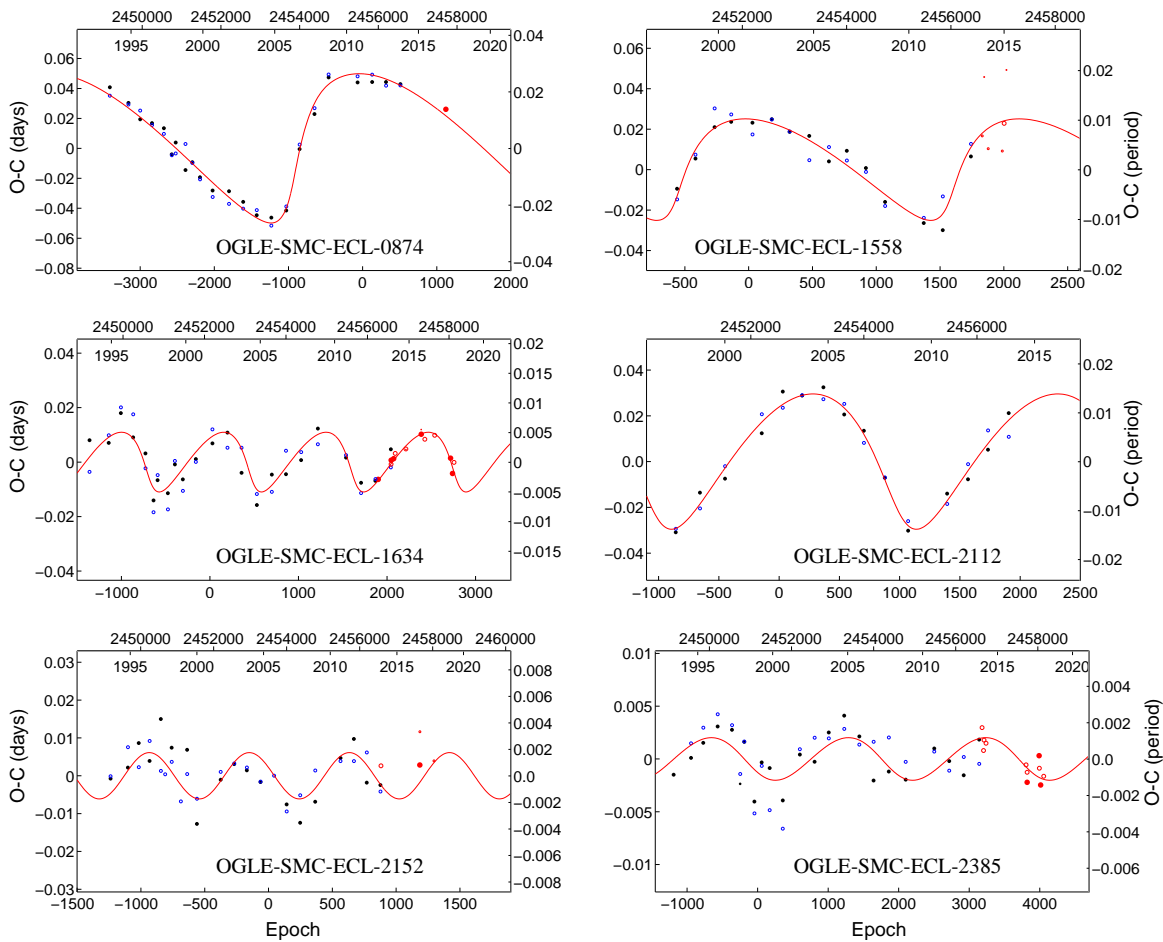 2450000 2452000 2454000 2456000 2458000
1995 2000 2005 2010 2015 2020
0.06 0.04 0.02 0 −0.02 −0.04 −0.06 −0.08
O-C (days)
0.04 0.02 0 −0.02 −0.04
OGLE-SMC-ECL-0874
−3000 −2000 −1000 0 1000 2000
2452000 2454000 2456000 2458000
2000 2005 2010 2015
0.06 0.04 0.02 0 −0.02 −0.04
0.02 0.01 0 −0.01 −0.02
O-C (period)
OGLE-SMC-ECL-1558
−500 0 500 1000 1500 2000 2500
2450000 2452000 2454000 2456000 2458000
1995 2000 2005 2010 2015 2020
0.04 0.02 0 −0.02 −0.04
O-C (days)
0.02 0.015 0.01 0.005 0.000 −0.005 −0.01 −0.015
OGLE-SMC-ECL-1634
−1000 0 1000 2000 3000
2452000 2454000 2456000
2000 2005 2010 2015
0.04 0.02 0.0 −0.02 −0.04
0.02 0.01 0 −0.01 −0.02
O-C (period)
OGLE-SMC-ECL-2112
−1000 −500 0 500 1000 1500 2000 2500
2450000 2452000 2454000 2456000 2458000 2460000
1995 2000 2005 2010 2015 2020
0.03 0.02 0.01 0 −0.01 −0.02 −0.03
O-C (days)
0.008 0.006 0.004 0.002 0.0 −0.002 −0.004 −0.006 −0.008
OGLE-SMC-ECL-2152
−1500 −1000 −500 0 500 1000 1500
Epoch
2450000 2452000 2454000 2456000 2458000
1995 2000 2005 2010 2015 2020
0.01 0.005 0 −0.005 −0.01
0.004 0.002 0.000 −0.002 −0.004 −0.006
O-C (period)
OGLE-SMC-ECL-2385
−1000 0 1000 2000 3000 4000
Epoch